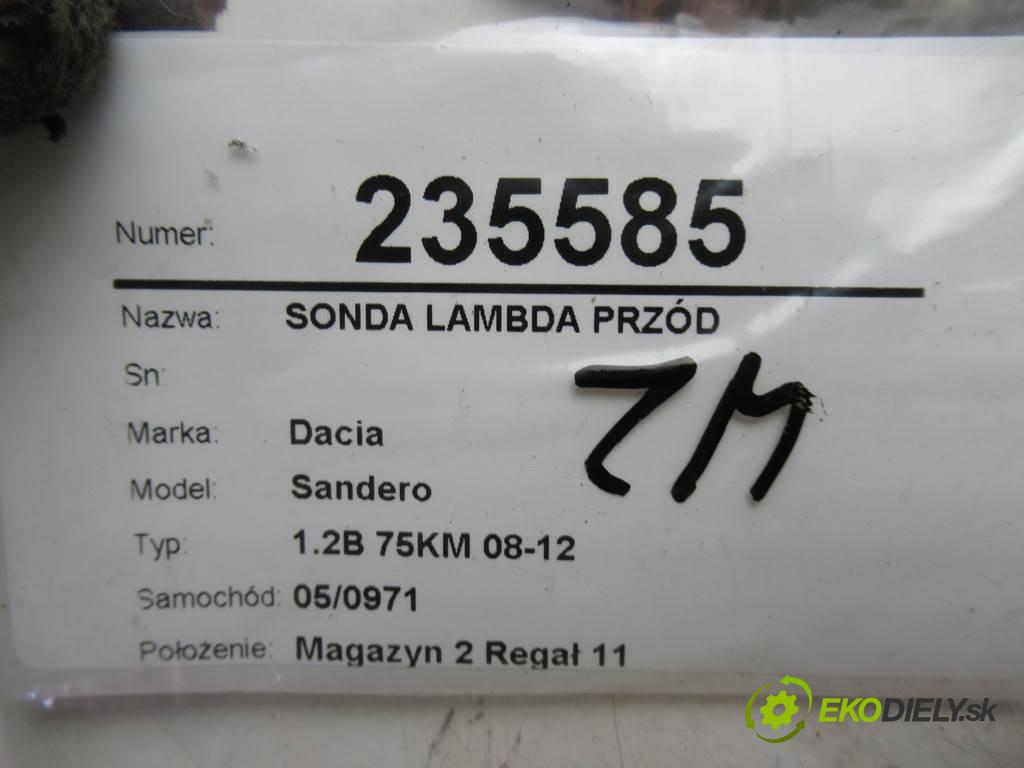 Numer: 235585
Nazwa: SONDA LAMBDA PRZÓD
Sn:
ZM
Marka: Dacia
Model: Sandero
Typ: 1.2B 75KM 08-12
Samochód: 05/0971
Położenie: Magazyn 2 Regał 11
EKODIELY.sk